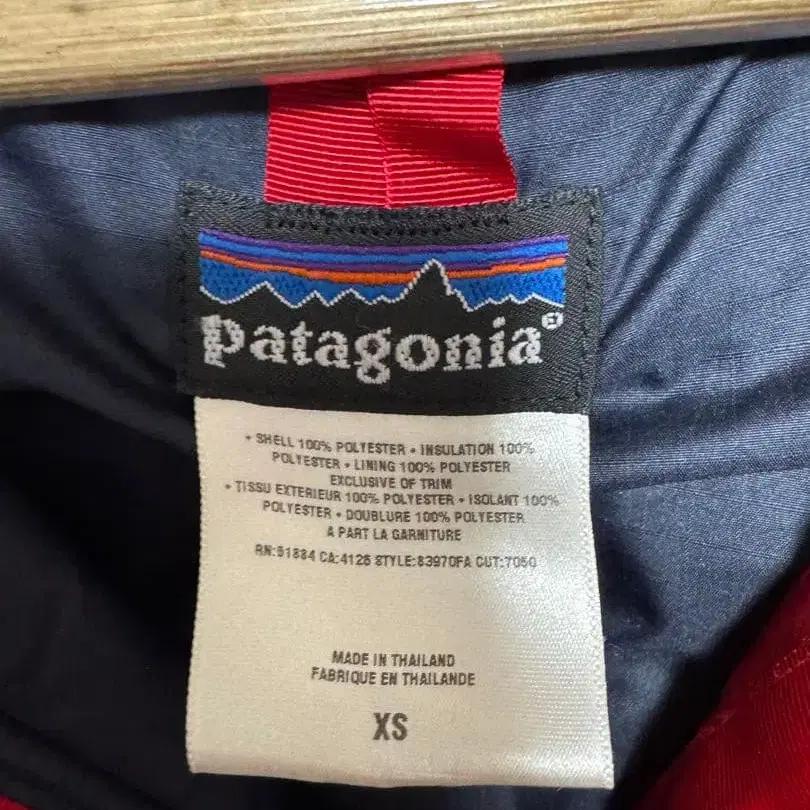 patagonia®
• SHELL 100% POLYESTER • INSULATION 100%
POLYESTER • LINING 100% POLYESTER
EXCLUSIVE OF TRIM
• TISSU EXTERIEUR 100% POLYESTER • ISOLANT 100%
POLYESTER • DOUBLURE 100% POLYESTER
A PART LA GARNITURE
RN:51884 CA:4125 STYLE:83970FA CUT:7050
MADE IN THAILAND
FABRIQUE EN THAILANDE
XS